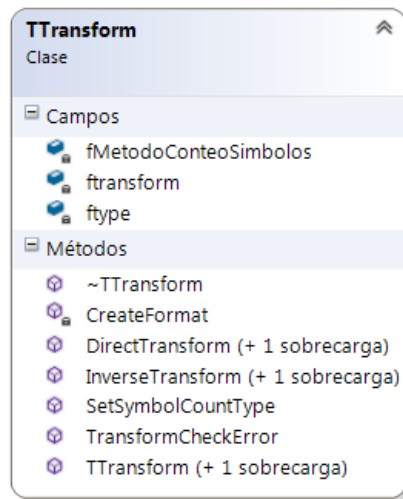 TTransform
Clase
Campos
fMetodoConteoSimbolos
ftransform
ftype
Métodos
~TTransform
CreateFormat
DirectTransform (+ 1 sobrecarga)
InverseTransform (+ 1 sobrecarga)
SetSymbolCountType
TransformCheckError
TTransform (+ 1 sobrecarga)